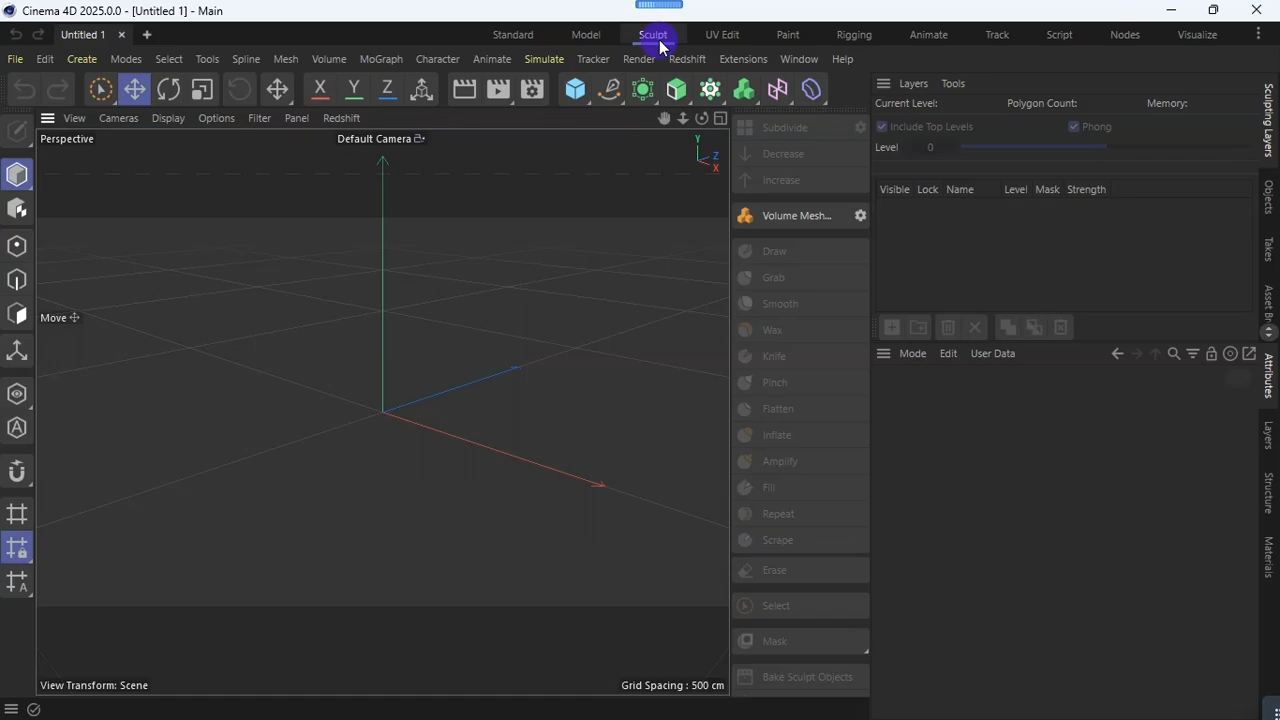 Cinema 4D 2025.0.0 - [Untitled 1] - Main
Untitled 1
Standard Model Sculpt UV Edit Paint Rigging Animate Track Script Nodes Visualize
File Edit Create Modes Select Tools Spline Mesh Volume MoGraph Character Animate Simulate Tracker Render Redshift Extensions Window Help
X Y Z
View Cameras Display Options Filter Panel Redshift
Perspective
Default Camera
Y
Z
X
Move
View Transform: Scene
Grid Spacing : 500 cm
Subdivide
Decrease
Increase
Volume Mesh...
Draw
Grab
Smooth
Wax
Knife
Pinch
Flatten
Inflate
Amplify
Fill
Repeat
Scrape
Erase
Select
Mask
Bake Sculpt Objects
Layers Tools
Current Level: Polygon Count: Memory:
Include Top Levels Phong
Level 0
Visible Lock Name Level Mask Strength
Mode Edit User Data
Sculpting Layers
Objects
Takes
Asset Br
Attributes
Layers
Structure
Materials